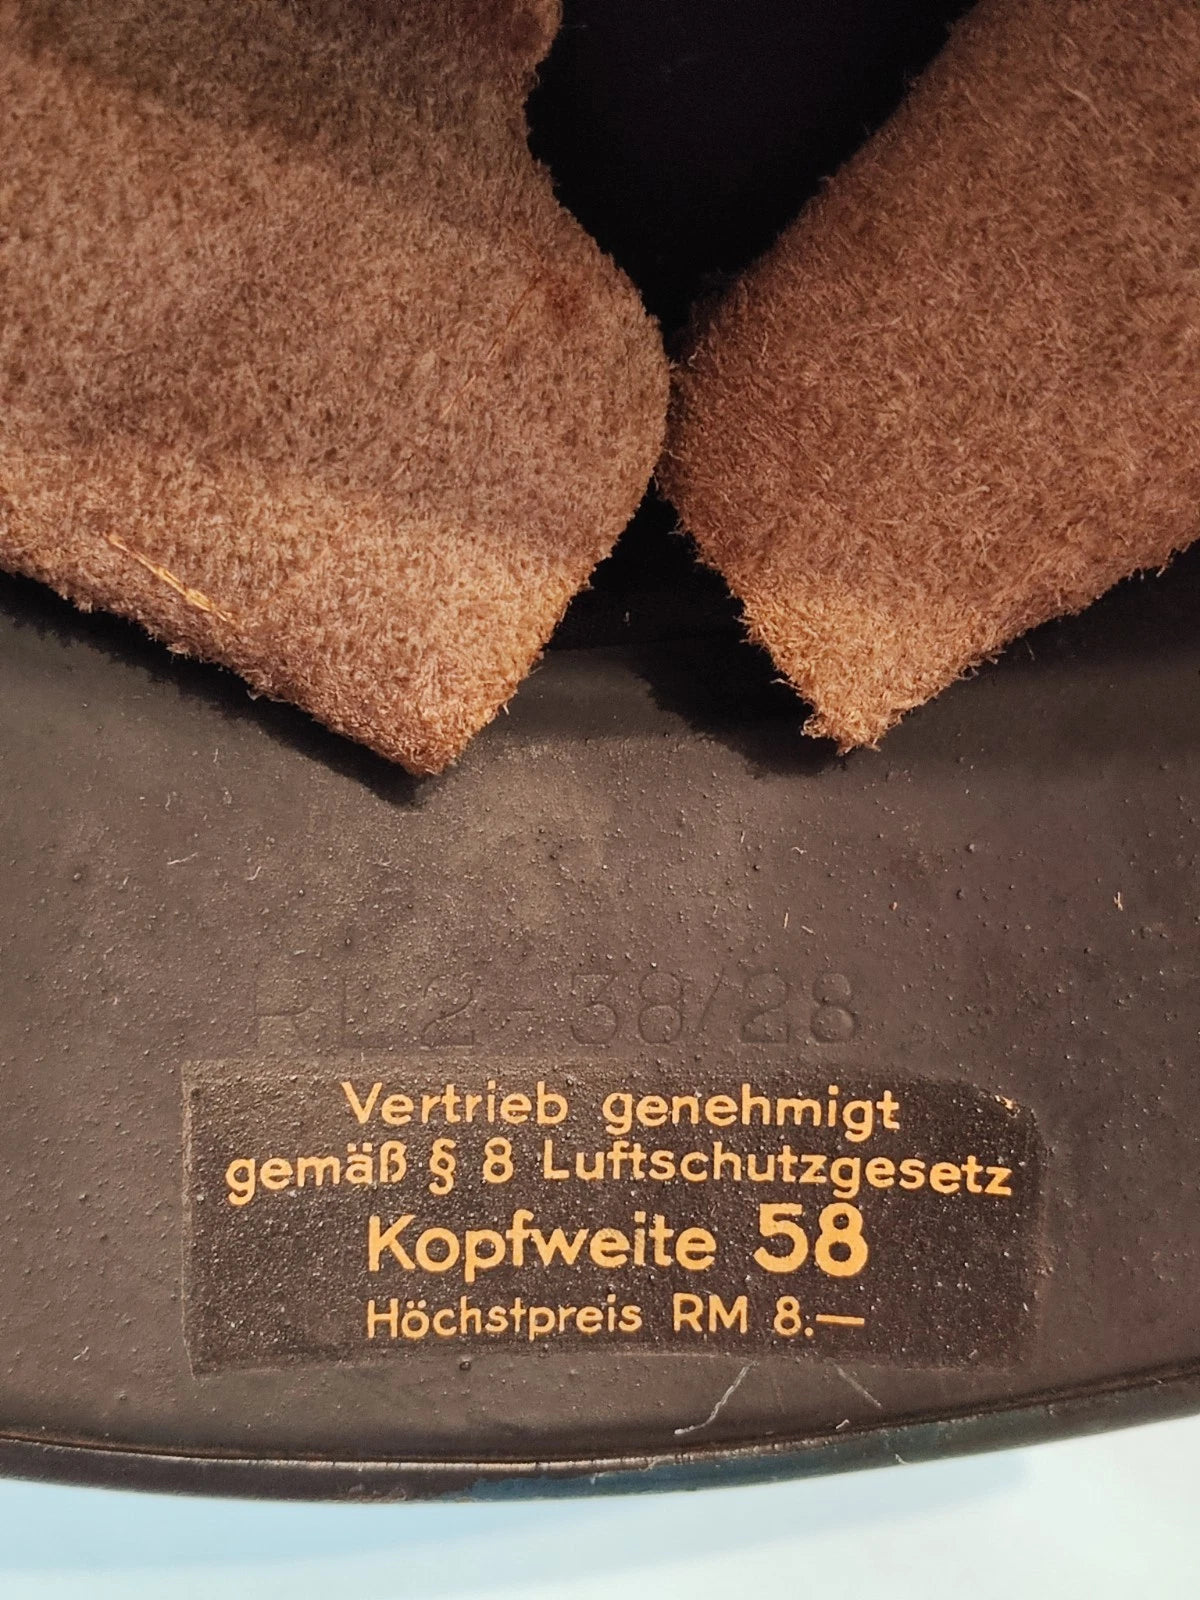 RL2-38/28
Vertrieb genehmigt
gemäß § 8 Luftschutzgesetz
Kopfweite 58
Höchstpreis RM 8.—